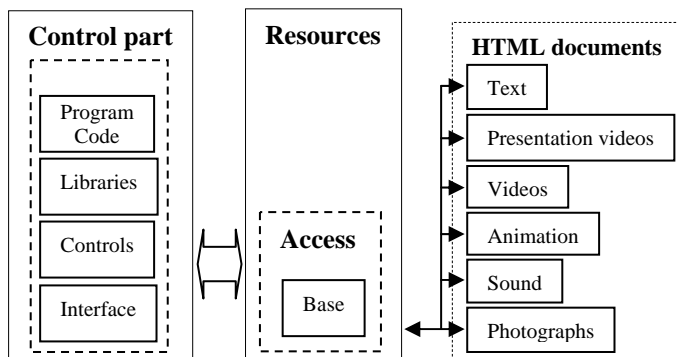 Control part
Program
Code
Libraries
Controls
Interface
Resources
Access
Base
HTML documents
Text
Presentation videos
Videos
Animation
Sound
Photographs